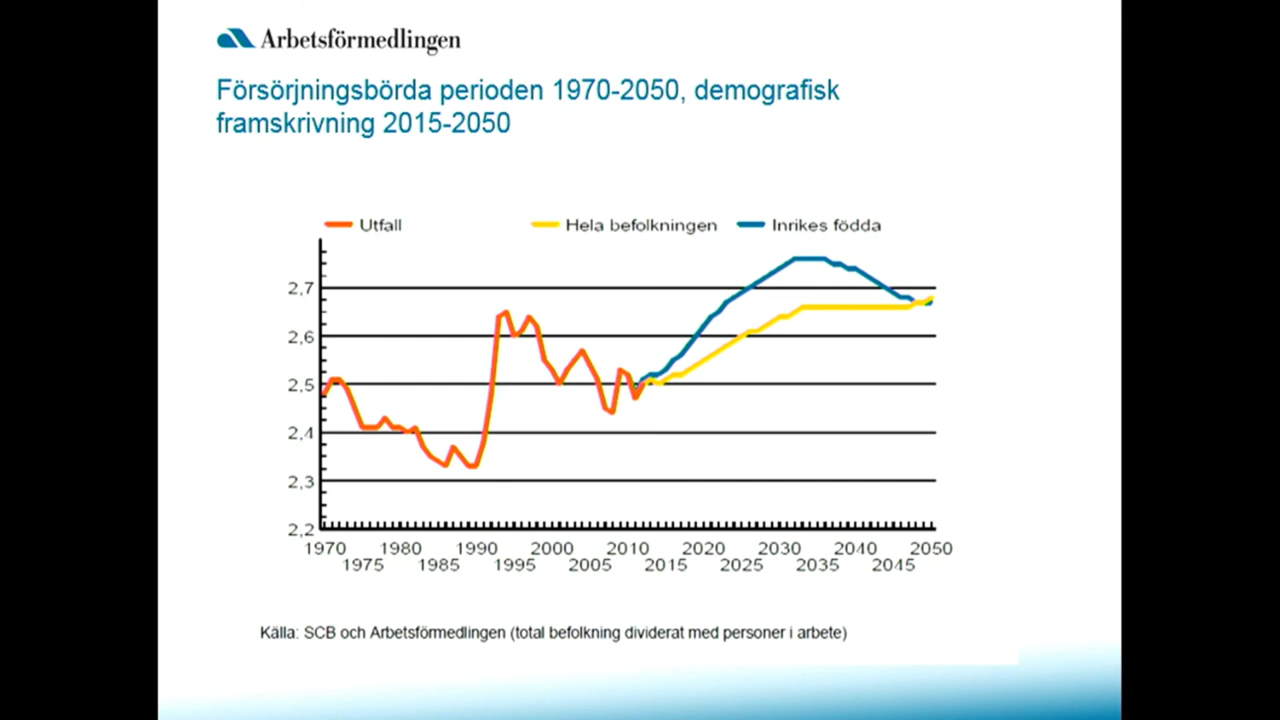 Arbetsförmedlingen
Försörjningsbörda perioden 1970-2050, demografisk
framskrivning 2015-2050
Utfall Hela befolkningen Inrikes födda
2,7
2,6
2,5
2,4
2,3
2,2
1970 1980 1990 2000 2010 2020 2030 2040 2050
1975 1985 1995 2005 2015 2025 2035 2045
Källa: SCB och Arbetsförmedlingen (total befolkning dividerat med personer i arbete)